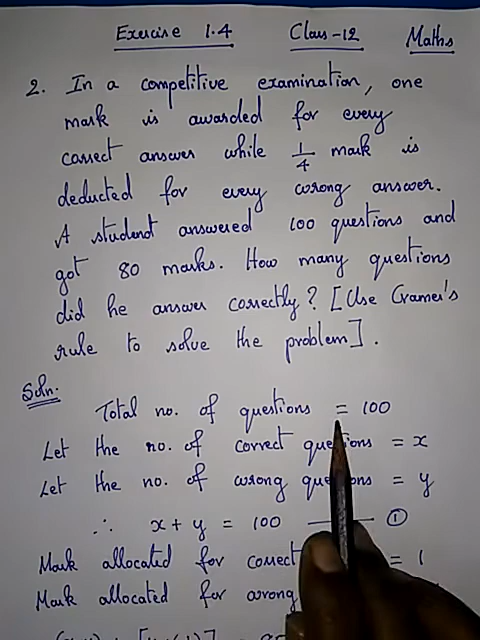 Exercise 1.4 Class-12 Maths
2. In a competitive examination, one
mark is awarded for every
correct answer while 1/4 mark is
deducted for every wrong answer.
A student answered 100 questions and
got 80 marks. How many questions
did he answer correctly? [Use Cramer's
rule to solve the problem].
Soln:
Total no. of questions = 100
Let the no. of correct questions = x
Let the no. of wrong questions = y
∴ x + y = 100 —— ①
Mark allocated for correct = 1
Mark allocated for wrong